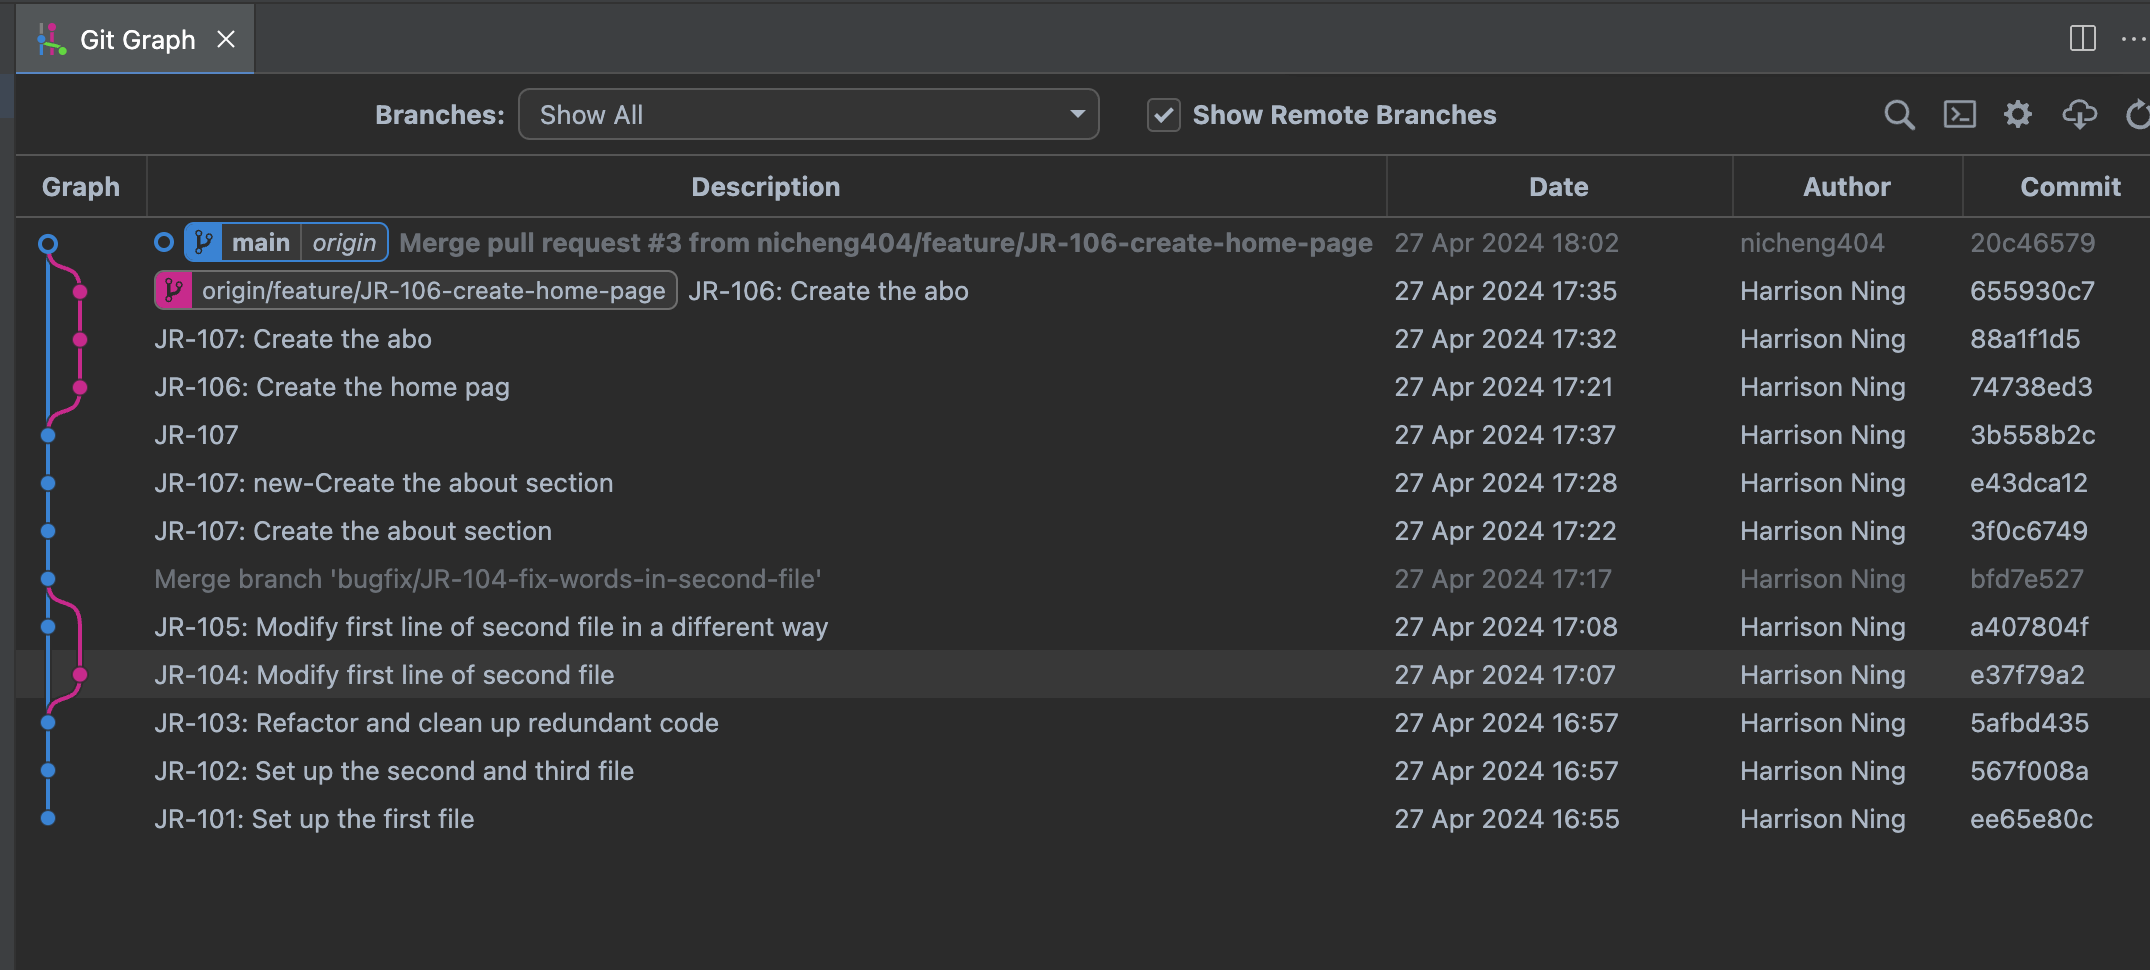 Git Graph
Branches: Show All Show Remote Branches
Graph Description Date Author Commit
main origin Merge pull request #3 from nicheng404/feature/JR-106-create-home-page 27 Apr 2024 18:02 nicheng404 20c46579
origin/feature/JR-106-create-home-page JR-106: Create the abo 27 Apr 2024 17:35 Harrison Ning 655930c7
JR-107: Create the abo 27 Apr 2024 17:32 Harrison Ning 88a1f1d5
JR-106: Create the home pag 27 Apr 2024 17:21 Harrison Ning 74738ed3
JR-107 27 Apr 2024 17:37 Harrison Ning 3b558b2c
JR-107: new-Create the about section 27 Apr 2024 17:28 Harrison Ning e43dca12
JR-107: Create the about section 27 Apr 2024 17:22 Harrison Ning 3f0c6749
Merge branch 'bugfix/JR-104-fix-words-in-second-file' 27 Apr 2024 17:17 Harrison Ning bfd7e527
JR-105: Modify first line of second file in a different way 27 Apr 2024 17:08 Harrison Ning a407804f
JR-104: Modify first line of second file 27 Apr 2024 17:07 Harrison Ning e37f79a2
JR-103: Refactor and clean up redundant code 27 Apr 2024 16:57 Harrison Ning 5afbd435
JR-102: Set up the second and third file 27 Apr 2024 16:57 Harrison Ning 567f008a
JR-101: Set up the first file 27 Apr 2024 16:55 Harrison Ning ee65e80c